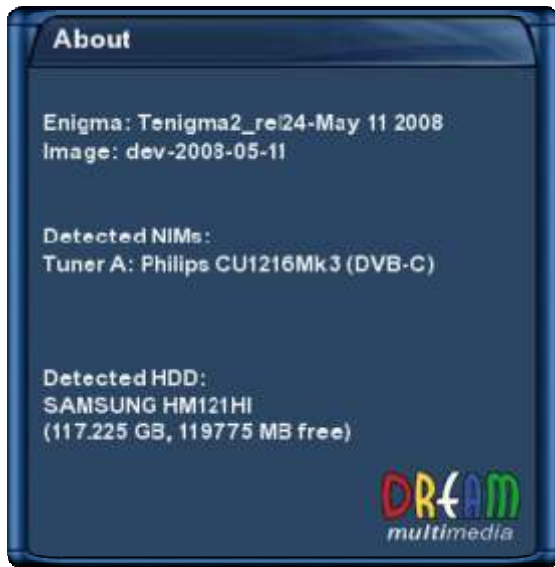 About
Enigma: Tenigma2_rel24-May 11 2008
Image: dev-2008-05-11
Detected NIMs:
Tuner A: Philips CU1216Mk3 (DVB-C)
Detected HDD:
SAMSUNG HM121HI
(117.225 GB, 119775 MB free)
DREAM
multimedia